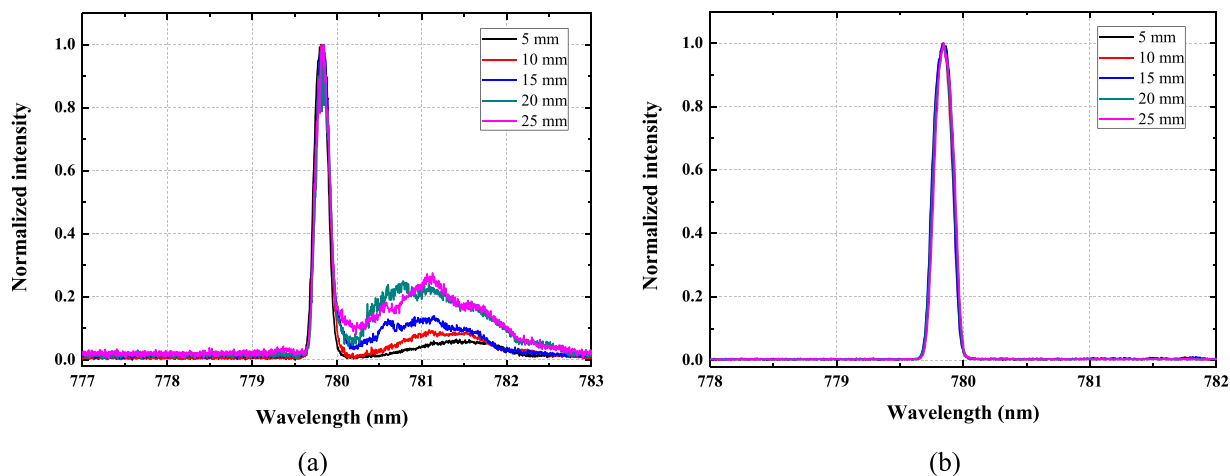 1.0
0.8
0.6
0.4
0.2
0.0
Normalized intensity
5 mm
10 mm
15 mm
20 mm
25 mm
777 778 779 780 781 782 783
Wavelength (nm)
(a)
1.0
0.8
0.6
0.4
0.2
0.0
Normalized intensity
5 mm
10 mm
15 mm
20 mm
25 mm
778 779 780 781 782
Wavelength (nm)
(b)